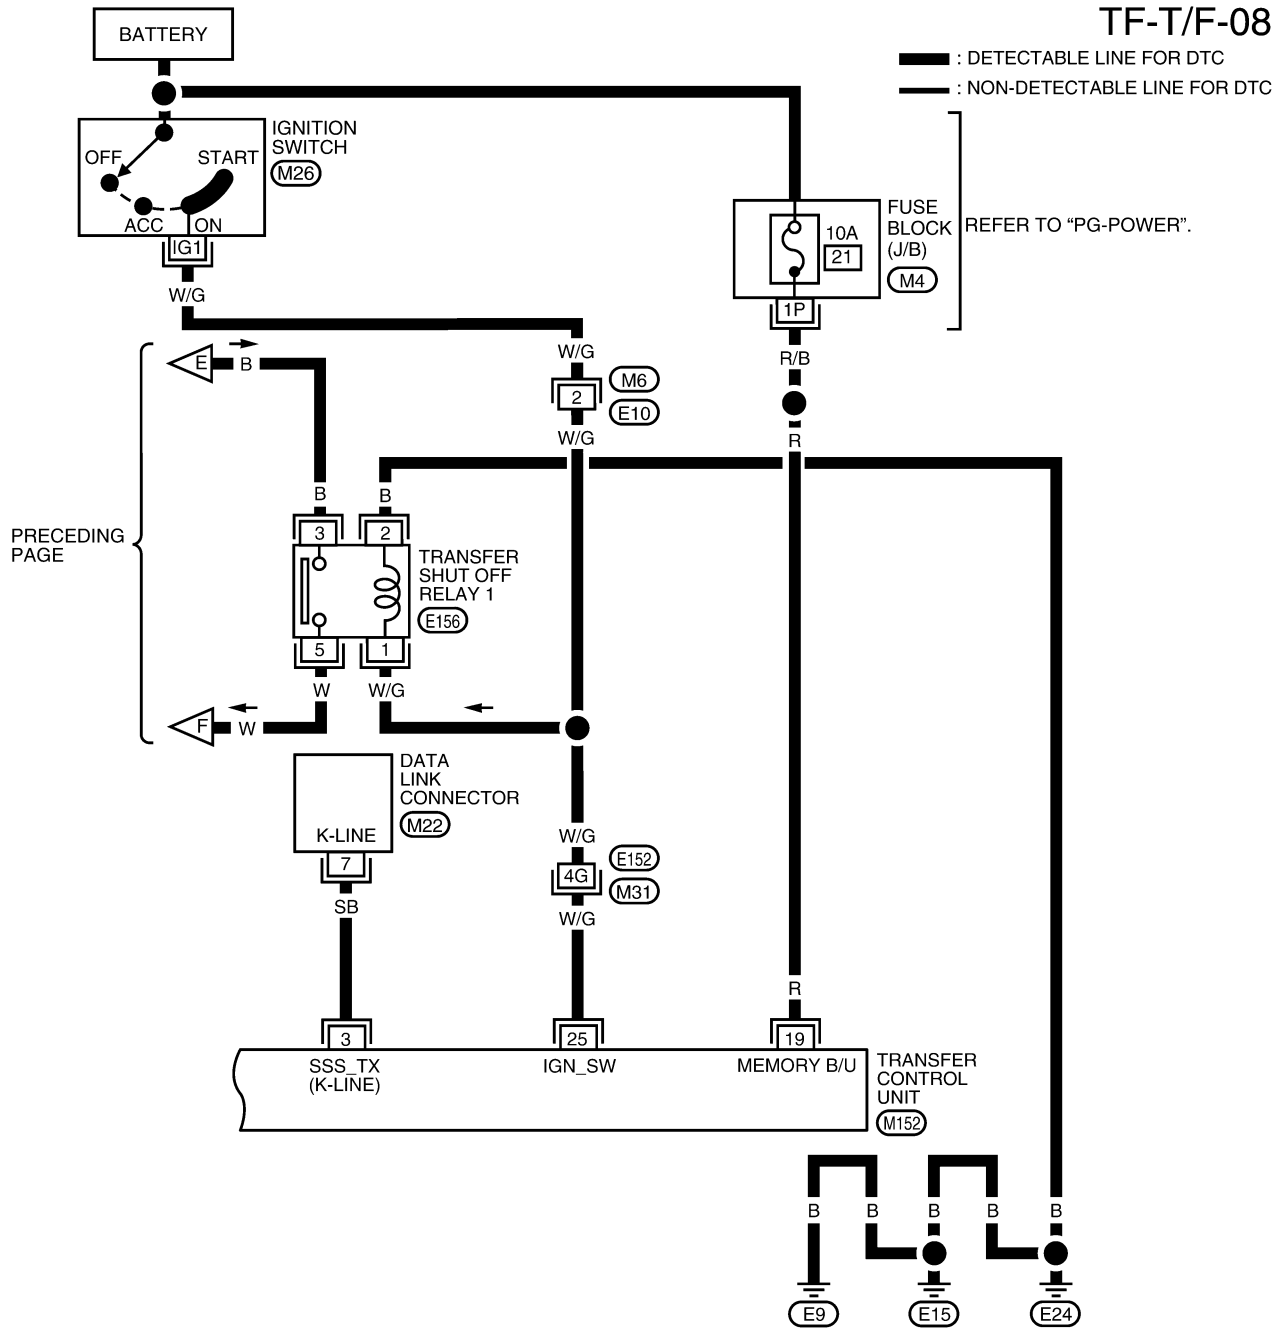 TF-T/F-08
BATTERY
: DETECTABLE LINE FOR DTC
: NON-DETECTABLE LINE FOR DTC
IGNITION
SWITCH
M26
OFF
START
ACC
ON
IG1
W/G
FUSE
BLOCK
(J/B)
M4
10A
21
1P
REFER TO “PG-POWER”.
R/B
R
E
B
W/G
2
M6
E10
W/G
B
B
3
2
PRECEDING
PAGE
TRANSFER
SHUT OFF
RELAY 1
E156
5
1
W
W/G
F
W
DATA
LINK
CONNECTOR
M22
K-LINE
7
SB
W/G
4G
E152
M31
W/G
R
3
25
19
SSS_TX
(K-LINE)
IGN_SW
MEMORY B/U
TRANSFER
CONTROL
UNIT
M152
B
B
B
B
B
E9
E15
E24